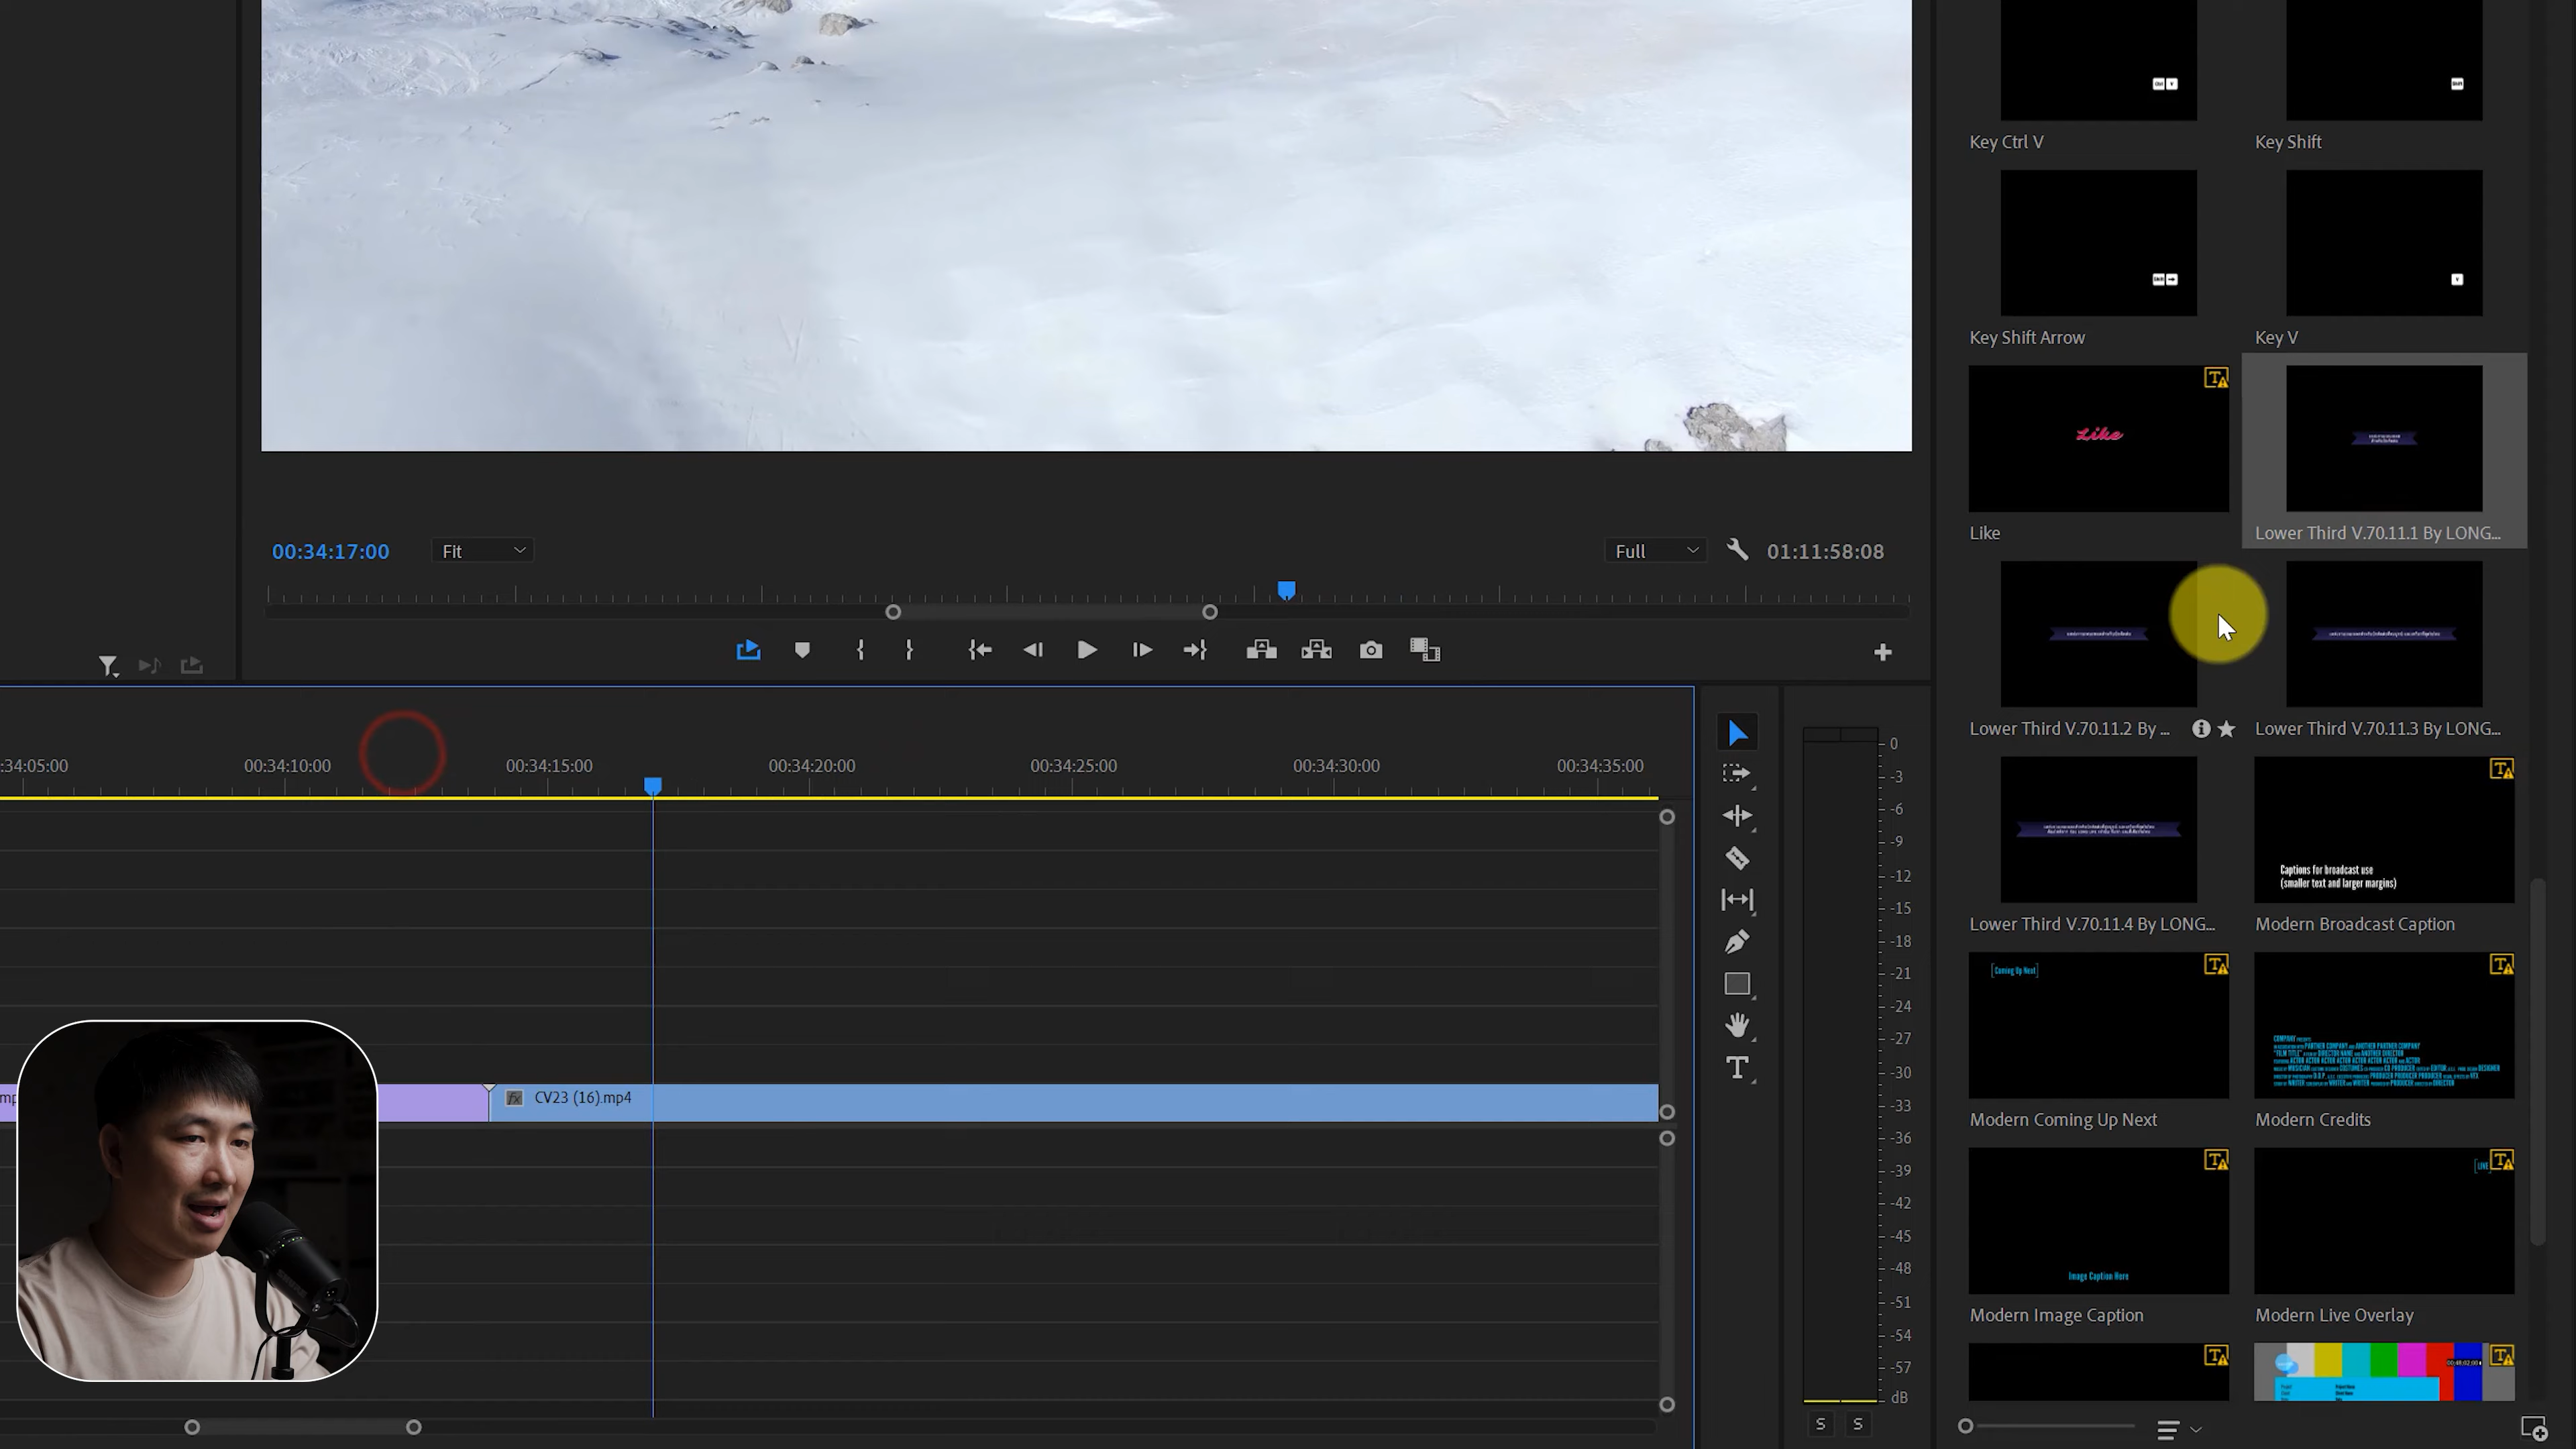 Key Ctrl V
Key Shift
Key Shift Arrow
Key V
Like
Like
Lower Third V.70.11.1 By LONG...
00:34:17:00
Fit
Full
01:11:58:08
Lower Third V.70.11.2 By ...
Lower Third V.70.11.3 By LONG...
:34:05:00
00:34:10:00
00:34:15:00
00:34:20:00
00:34:25:00
00:34:30:00
00:34:35:00
0
-3
-6
-9
-12
-15
-18
-21
-24
-27
-30
-33
-36
-39
-42
-45
-48
-51
-54
-57
dB
S
S
Captions for broadcast use
(smaller text and larger margins)
Lower Third V.70.11.4 By LONG...
Modern Broadcast Caption
[Coming Up Next]
Modern Coming Up Next
Modern Credits
fx
CV23 (16).mp4
Image Caption Here
[LIVE
Modern Image Caption
Modern Live Overlay